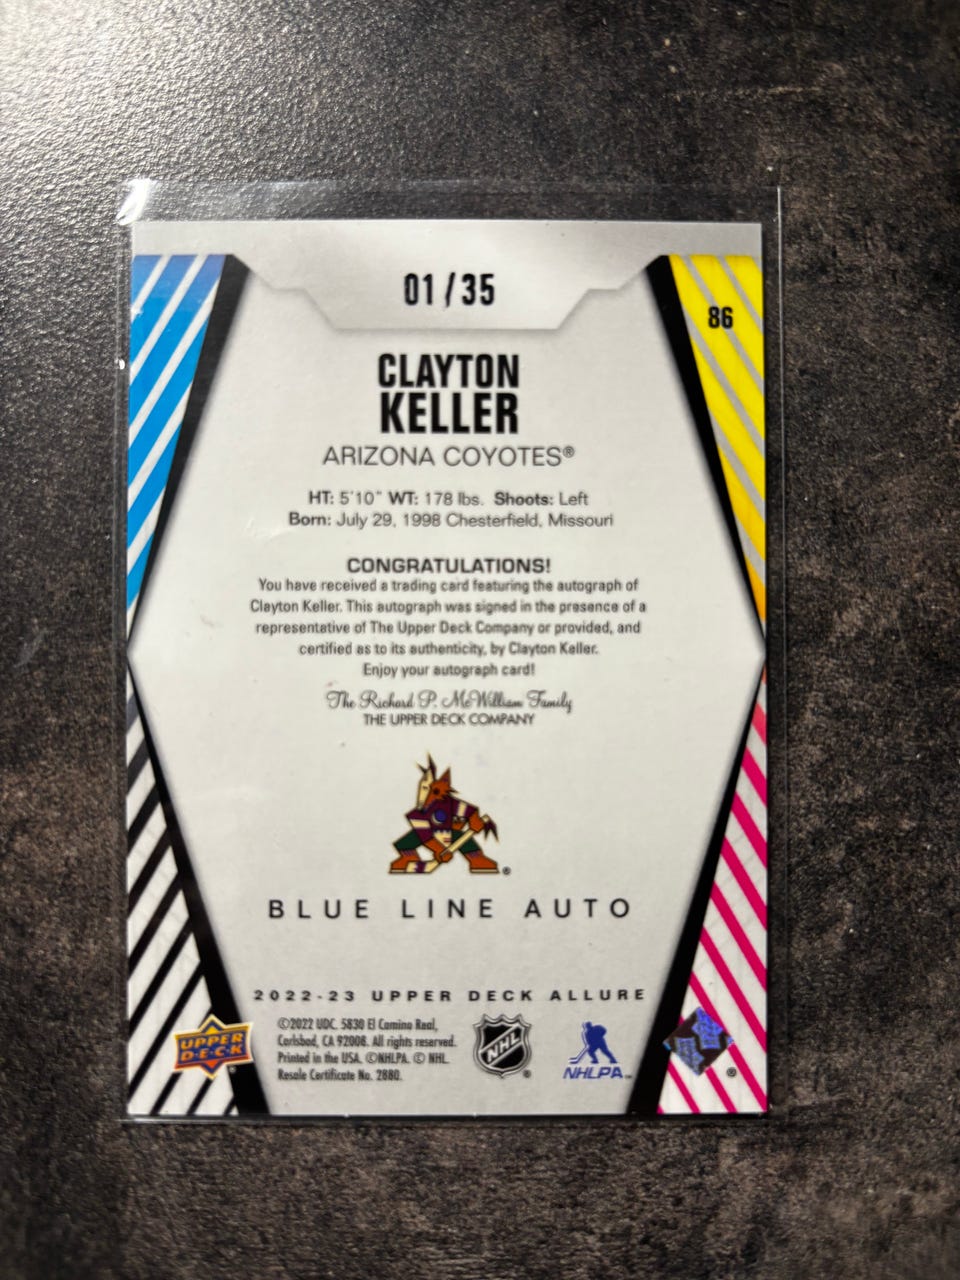 01/35
86
CLAYTON
KELLER
ARIZONA COYOTES®
HT: 5'10" WT: 178 lbs. Shoots: Left
Born: July 29, 1998 Chesterfield, Missouri
CONGRATULATIONS!
You have received a trading card featuring the autograph of
Clayton Keller. This autograph was signed in the presence of a
representative of The Upper Deck Company or provided, and
certified as to its authenticity, by Clayton Keller.
Enjoy your autograph card!
The Richard P. McWilliam Family
THE UPPER DECK COMPANY
®
BLUE LINE AUTO
2022-23 UPPER DECK ALLURE
UPPER
DECK
®
©2022 UDC. 5830 El Camino Real,
Carlsbad, CA 92008. All rights reserved.
Printed in the USA. ©NHLPA. © NHL.
Resale Certificate No. 2880.
NHL
®
NHLPA™
®